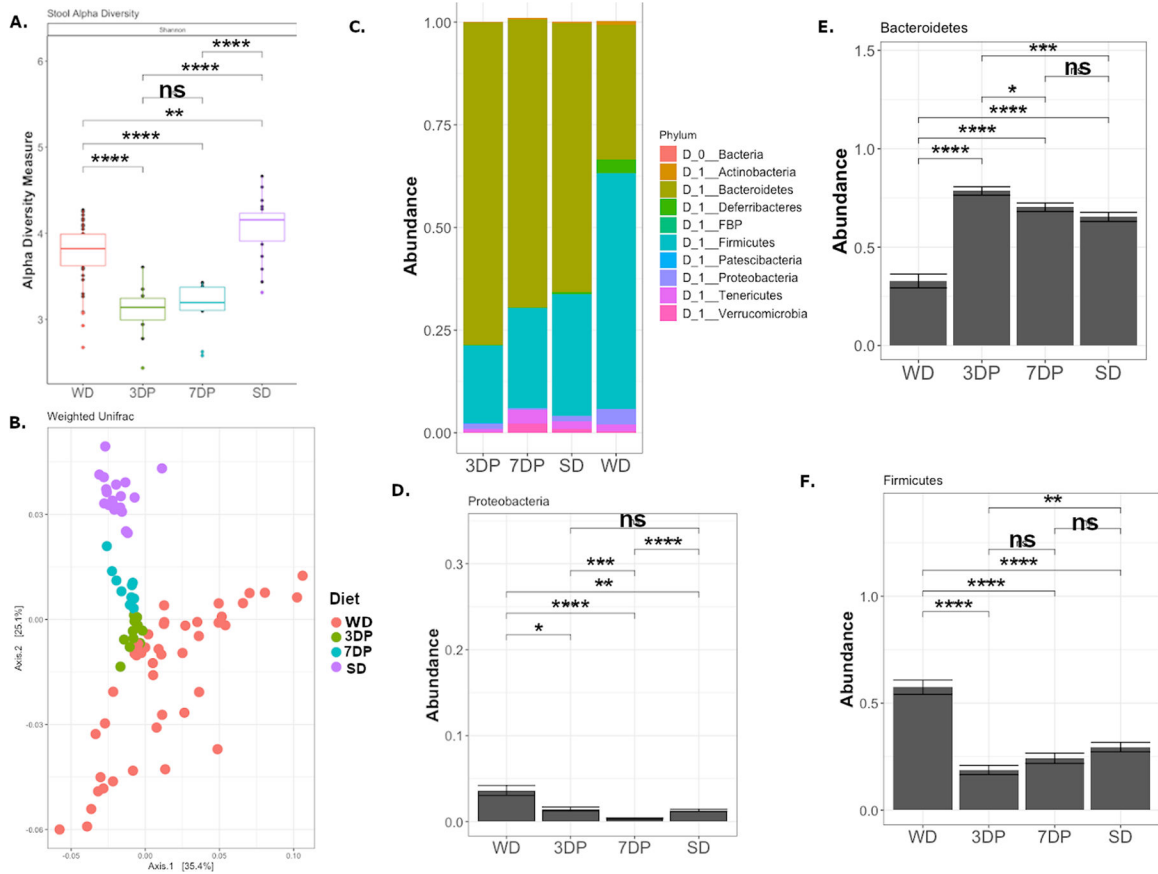 A.
Stool Alpha Diversity
Shannon
Alpha Diversity Measure
6
5
4
3
****
****
ns
**
****
****
WD
3DP
7DP
SD
B.
Weighted Unifrac
Axis.2 [25.1%]
0.03
0.00
-0.03
-0.06
-0.05
0.00
0.05
0.10
Axis.1 [35.4%]
Diet
WD
3DP
7DP
SD
C.
Abundance
1.00
0.75
0.50
0.25
0.00
3DP
7DP
SD
WD
Phylum
D_0__Bacteria
D_1__Actinobacteria
D_1__Bacteroidetes
D_1__Deferribacteres
D_1__FBP
D_1__Firmicutes
D_1__Patescibacteria
D_1__Proteobacteria
D_1__Tenericutes
D_1__Verrucomicrobia
D.
Proteobacteria
Abundance
0.3
0.2
0.1
0.0
ns
****
***
**
****
*
WD
3DP
7DP
SD
E.
Bacteroidetes
Abundance
1.5
1.0
0.5
0.0
***
ns
*
****
****
****
WD
3DP
7DP
SD
F.
Firmicutes
Abundance
1.0
0.5
0.0
**
ns
ns
****
****
****
WD
3DP
7DP
SD